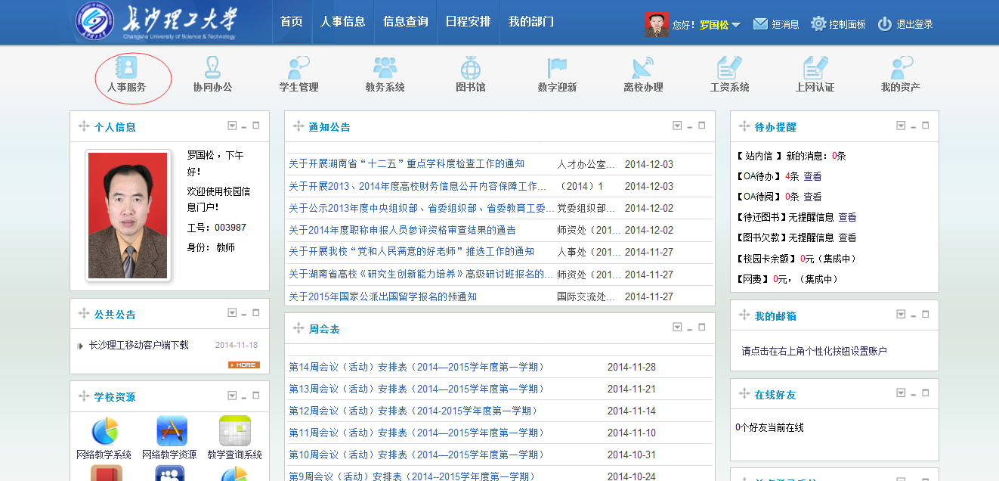 长沙理工大学
Changsha University of Science & Technology
首页 人事信息 信息查询 日程安排 我的部门
您好! 罗国松 短消息 控制面板 退出登录
人事服务 协同办公 学生管理 教务系统 图书馆 数字迎新 离校办理 工资系统 上网认证 我的资产
个人信息
罗国松，下午
好!
欢迎使用校园信
息门户!
工号：003987
身份： 教师
公共公告
长沙理工移动客户端下载 2014-11-18
MORE
学校资源
网络教学系统 网络教学资源 教学查询系统
通知公告
关于开展湖南省“十二五”重点学科度检查工作的通知 人才办公室... 2014-12-03
关于开展2013、2014年度高校财务信息公开内容保障工作... （2014）1 2014-12-03
关于公示2013年度中央组织部、省委组织部、省委教育工委... 党委组织部... 2014-12-02
关于2014年度职称申报人员参评资格审查结果的通告 师资处（201... 2014-12-02
关于开展我校“党和人民满意的好老师”推选工作的通知 人事处（201... 2014-11-27
关于湖南省高校《研究生创新能力培养》高级研讨班报名的... 师资处（201... 2014-11-27
关于2015年国家公派出国留学报名的预通知 国际交流处... 2014-11-27
周会表
第14周会议（活动）安排表（2014—2015学年度第一学期） 2014-11-28
第13周会议（活动）安排表（2014—2015学年度第一学期） 2014-11-21
第12周会议（活动）安排表（2014-2015学年度第一学期） 2014-11-14
第11周会议（活动）安排表（2014—2015学年度第一学期） 2014-11-10
第10周会议（活动）安排表（2014—2015学年度第一学期） 2014-10-31
第9周会议（活动）安排表（2014--2015学年度第一学期） 2014-10-24
待办提醒
【 站内信 】新的消息：0条
【OA待办】 4条 查看
【OA待阅】 0条 查看
【待还图书】无提醒信息 查看
【图书欠款】无提醒信息 查看
【校园卡余额】 0元（集成中）
【网费】 0元，（集成中）
我的邮箱
请点击在右上角个性化按钮设置账户
在线好友
0个好友当前在线